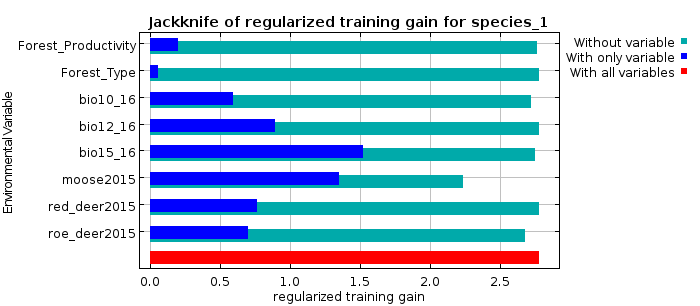 Jackknife of regularized training gain for species_1
Environmental Variable
Forest_Productivity
Forest_Type
bio10_16
bio12_16
bio15_16
moose2015
red_deer2015
roe_deer2015
Without variable
With only variable
With all variables
0.0 0.5 1.0 1.5 2.0 2.5
regularized training gain